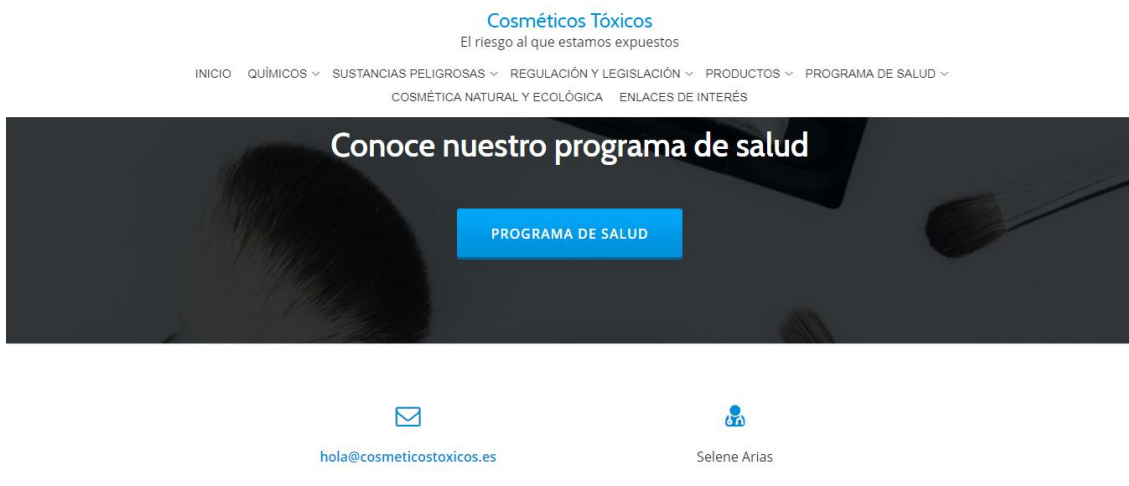 Cosméticos Tóxicos
El riesgo al que estamos expuestos
INICIO QUÍMICOS SUSTANCIAS PELIGROSAS REGULACIÓN Y LEGISLACIÓN PRODUCTOS PROGRAMA DE SALUD
COSMÉTICA NATURAL Y ECOLÓGICA ENLACES DE INTERÉS
Conoce nuestro programa de salud
PROGRAMA DE SALUD
hola@cosmeticostoxicos.es
Selene Arias